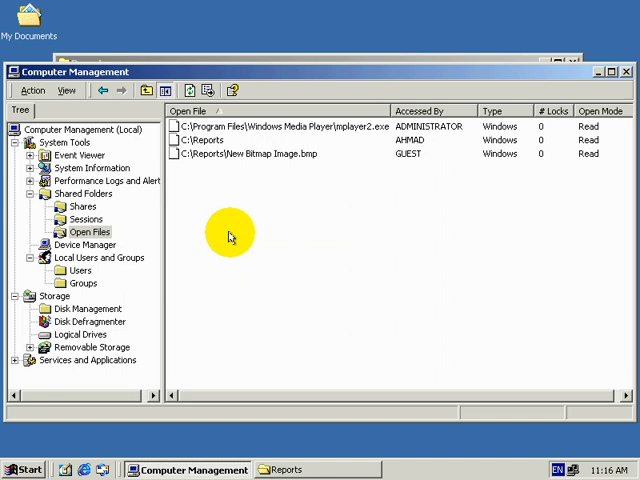 My Documents
Computer Management
Action View
Tree
Open File Accessed By Type # Locks Open Mode
Computer Management (Local)
System Tools
Event Viewer
System Information
Performance Logs and Alert
Shared Folders
Shares
Sessions
Open Files
Device Manager
Local Users and Groups
Users
Groups
Storage
Disk Management
Disk Defragmenter
Logical Drives
Removable Storage
Services and Applications
C:\Program Files\Windows Media Player\mplayer2.exe ADMINISTRATOR Windows 0 Read
C:\Reports AHMAD Windows 0 Read
C:\Reports\New Bitmap Image.bmp GUEST Windows 0 Read
Start Computer Management Reports EN 11:16 AM